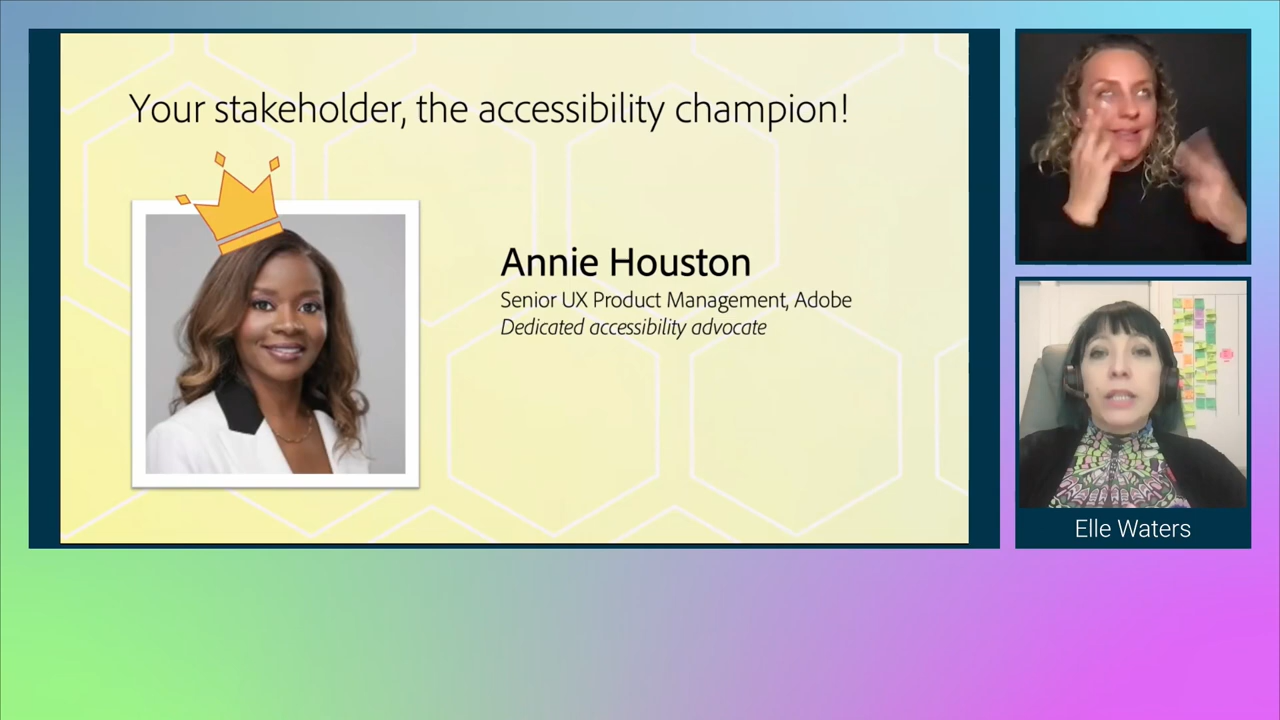 Your stakeholder, the accessibility champion!
Annie Houston
Senior UX Product Management, Adobe
Dedicated accessibility advocate
Elle Waters